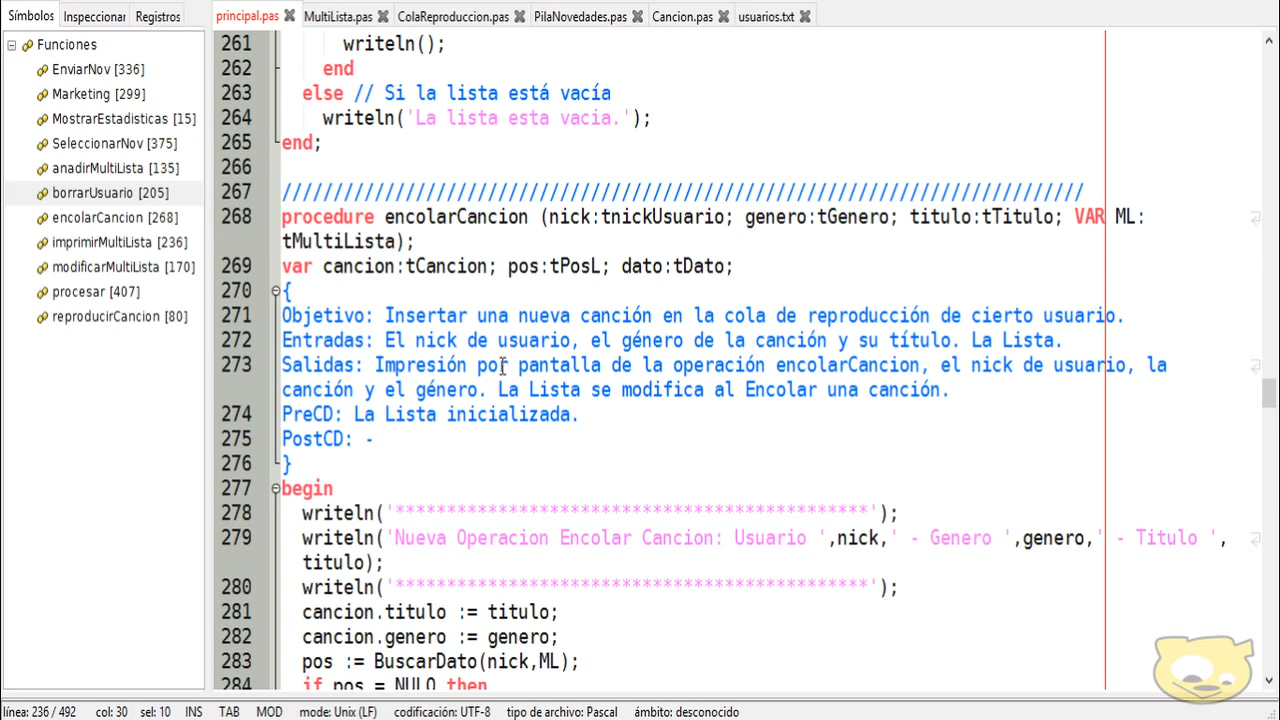 Símbolos Inspeccionar Registros principal.pas MultiLista.pas ColaReproduccion.pas PilaNovedades.pas Cancion.pas usuarios.txt
Funciones
EnviarNov [336]
Marketing [299]
MostrarEstadisticas [15]
SeleccionarNov [375]
anadirMultiLista [135]
borrarUsuario [205]
encolarCancion [268]
imprimirMultiLista [236]
modificarMultiLista [170]
procesar [407]
reproducirCancion [80]
261 writeln();
262 end
263 else // Si la lista está vacía
264 writeln('La lista esta vacia.');
265 end;
266
267 //////////////////////////////////////////////////////////////////////////////
268 procedure encolarCancion (nick:tnickUsuario; genero:tGenero; titulo:tTitulo; VAR ML:
tMultiLista);
269 var cancion:tCancion; pos:tPosL; dato:tDato;
270 {
271 Objetivo: Insertar una nueva canción en la cola de reproducción de cierto usuario.
272 Entradas: El nick de usuario, el género de la canción y su título. La Lista.
273 Salidas: Impresión por pantalla de la operación encolarCancion, el nick de usuario, la
canción y el género. La Lista se modifica al Encolar una canción.
274 PreCD: La Lista inicializada.
275 PostCD: -
276 }
277 begin
278 writeln('**********************************************');
279 writeln('Nueva Operacion Encolar Cancion: Usuario ',nick,' - Genero ',genero,' - Titulo ',
titulo);
280 writeln('**********************************************');
281 cancion.titulo := titulo;
282 cancion.genero := genero;
283 pos := BuscarDato(nick,ML);
284 if pos = NULO then
línea: 236 / 492 col: 30 sel: 10 INS TAB MOD mode: Unix (LF) codificación: UTF-8 tipo de archivo: Pascal ámbito: desconocido